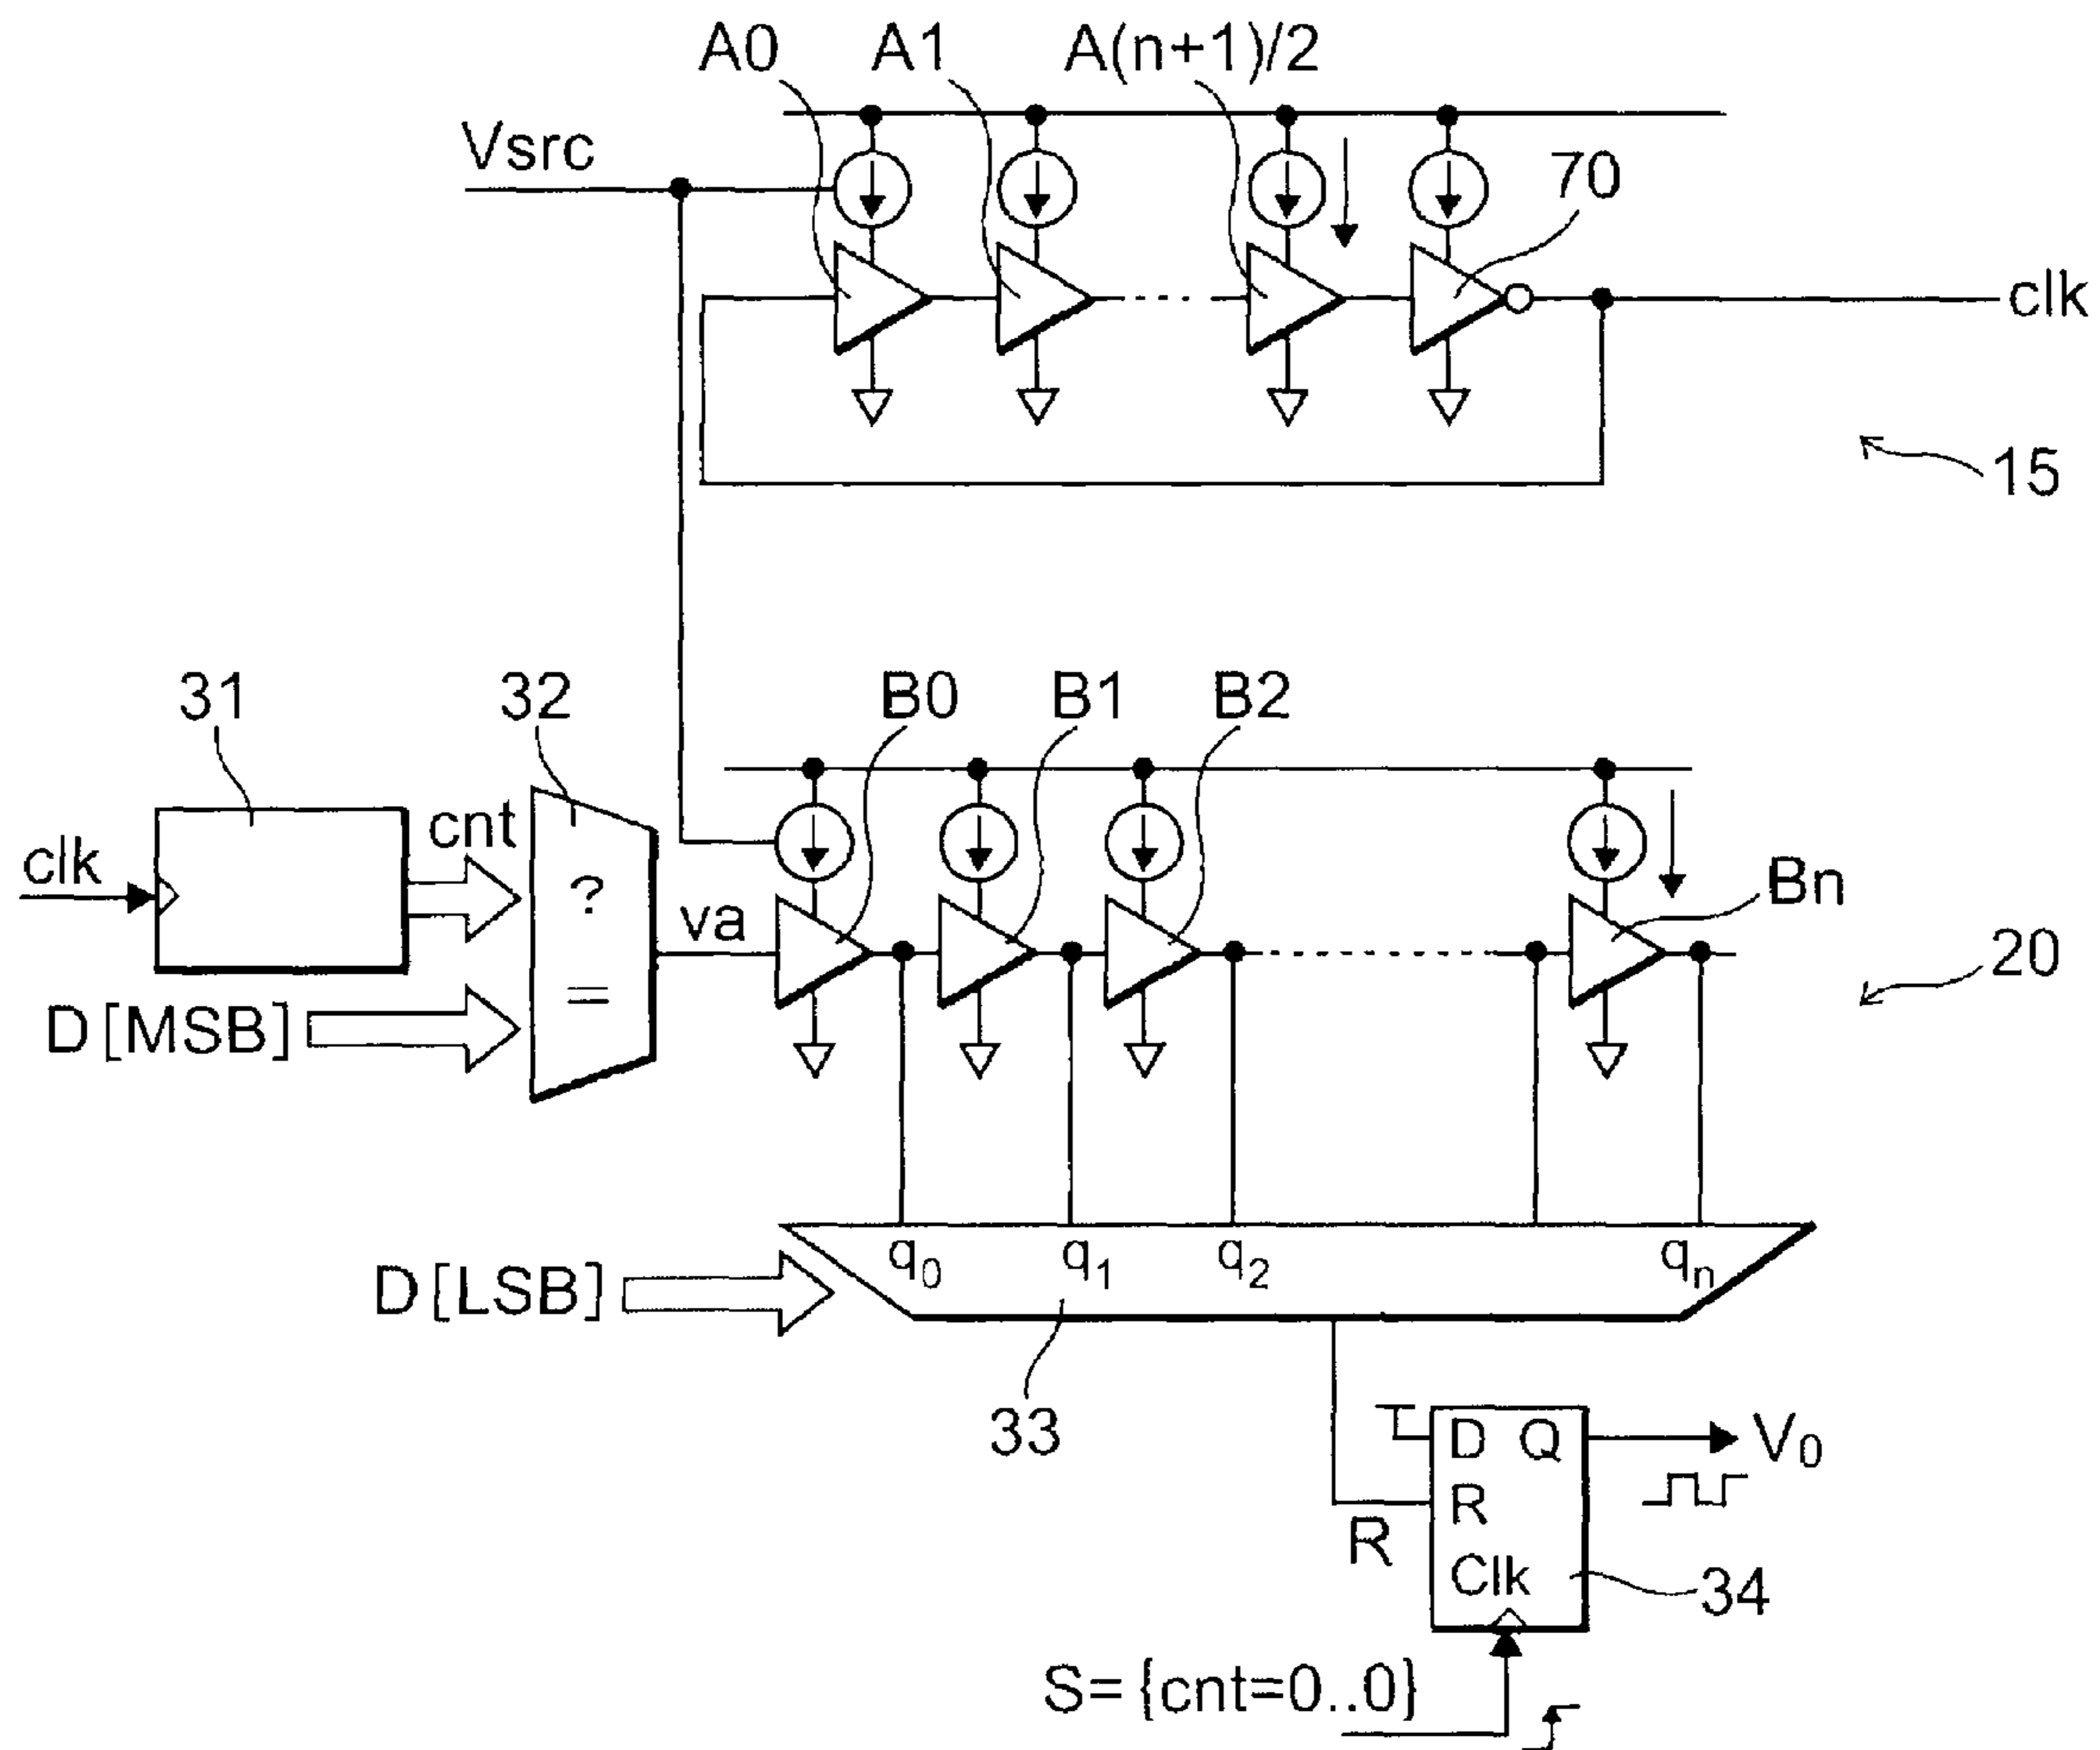 A0 A1 A(n+1)/2
Vsrc
70
clk
15
31 32 B0 B1 B2
clk cnt ? va Bn
=
20
D[MSB]
q0 q1 q2 qn
D[LSB]
33
D Q V0
R
R
Clk
34
S={cnt=0..0}